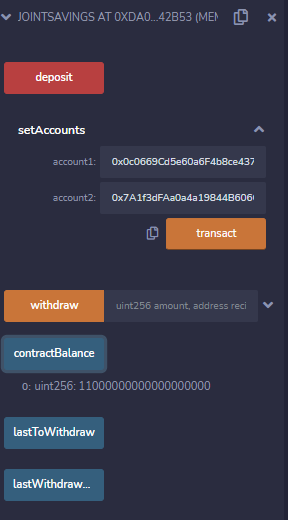 JOINTSAVINGS AT 0XDA0...42B53 (MEM
deposit
setAccounts
account1: 0x0c0669Cd5e60a6F4b8ce437
account2: 0x7A1f3dFAa0a4a19844B606
transact
withdraw uint256 amount, address reci
contractBalance
0: uint256: 11000000000000000000
lastToWithdraw
lastWithdraw...